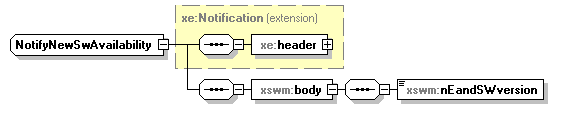 xe:Notification (extension)
NotifyNewSwAvailability
xe:header
xswm:body
xswm:nEandSWversion